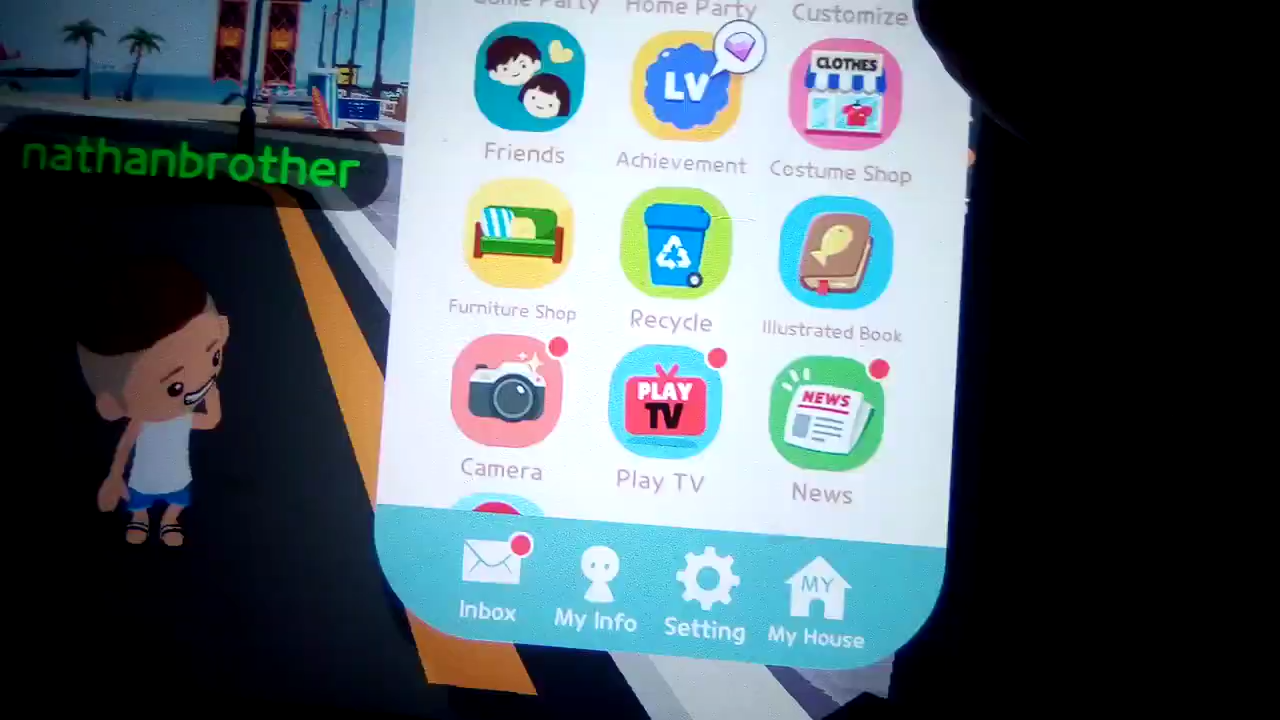 Home Party
Customize
LV
CLOTHES
nathanbrother
Friends
Achievement
Costume Shop
Furniture Shop
Recycle
Illustrated Book
PLAY
TV
NEWS
Camera
Play TV
News
MY
Inbox
My Info
Setting
My House